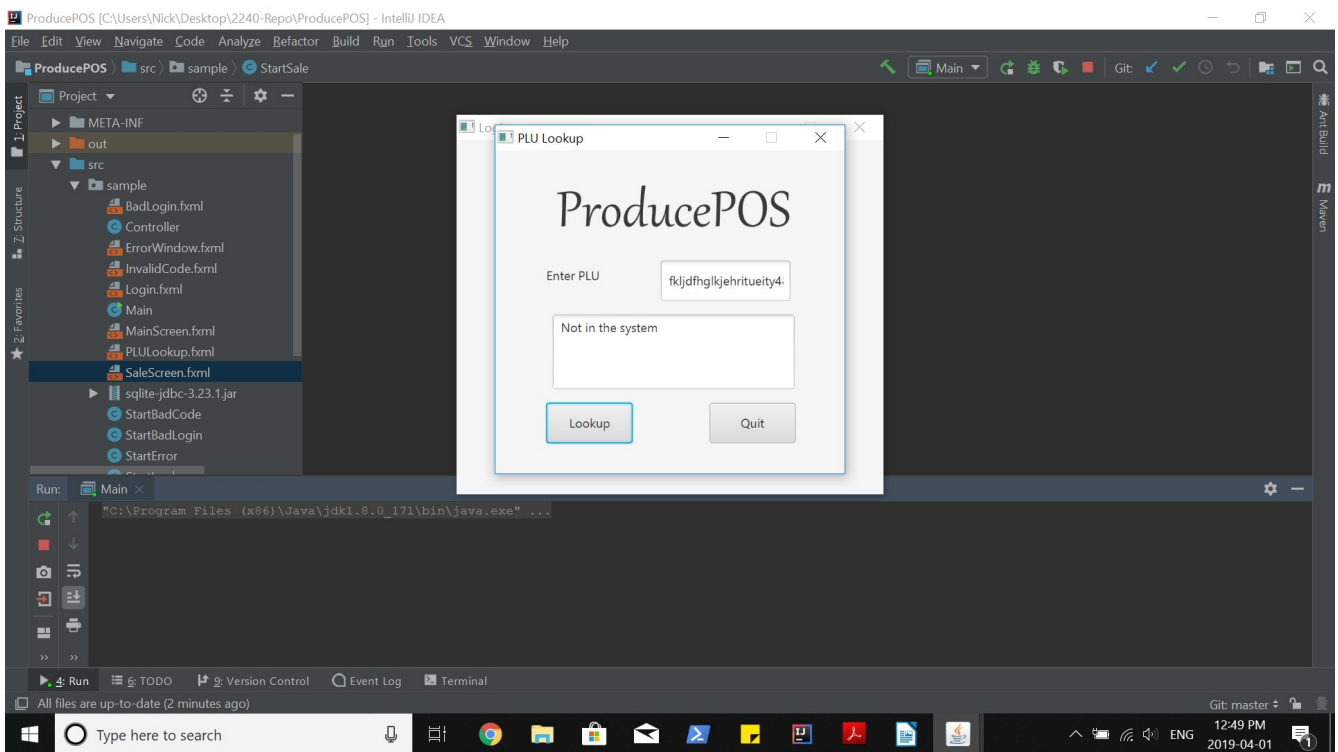 ProducePOS [C:\Users\Nick\Desktop\2240-Repo\ProducePOS] - IntelliJ IDEA
File Edit View Navigate Code Analyze Refactor Build Run Tools VCS Window Help
ProducePOS src sample StartSale
Main Git:
1: Project
Project
META-INF
out
src
sample
BadLogin.fxml
Controller
ErrorWindow.fxml
InvalidCode.fxml
Login.fxml
Main
MainScreen.fxml
PLULookup.fxml
SaleScreen.fxml
sqlite-jdbc-3.23.1.jar
StartBadCode
StartBadLogin
StartError
Z: Structure
2: Favorites
Ant Build
m Maven
PLU Lookup
ProducePOS
Enter PLU
fkljdfhglkjehritueity4
Not in the system
Lookup Quit
Run: Main
"C:\Program Files (x86)\Java\jdk1.8.0_171\bin\java.exe" ...
4: Run 6: TODO 9: Version Control Event Log Terminal
All files are up-to-date (2 minutes ago)
Git: master
Type here to search
ENG
12:49 PM
2019-04-01
1